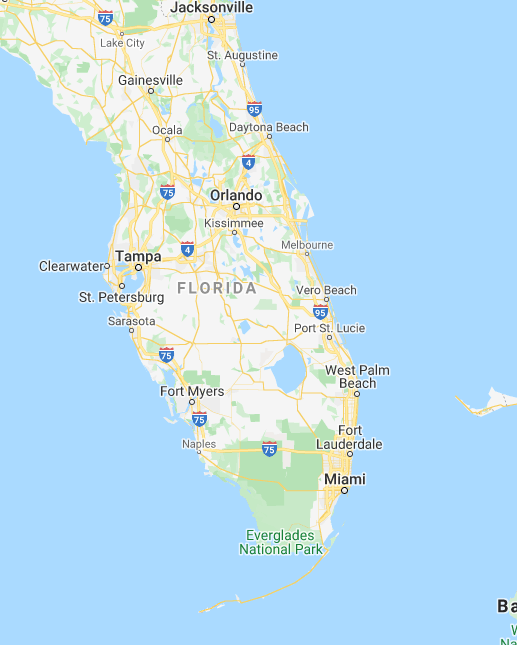 Jacksonville
75
Lake City
St. Augustine
Gainesville
95
Ocala
Daytona Beach
4
75
Orlando
Kissimmee
Melbourne
4
Tampa
Clearwater
FLORIDA
Vero Beach
St. Petersburg
95
Sarasota
Port St. Lucie
75
West Palm
Beach
Fort Myers
75
Fort
Lauderdale
Naples
75
Miami
Everglades
National Park
Ba
W
Na